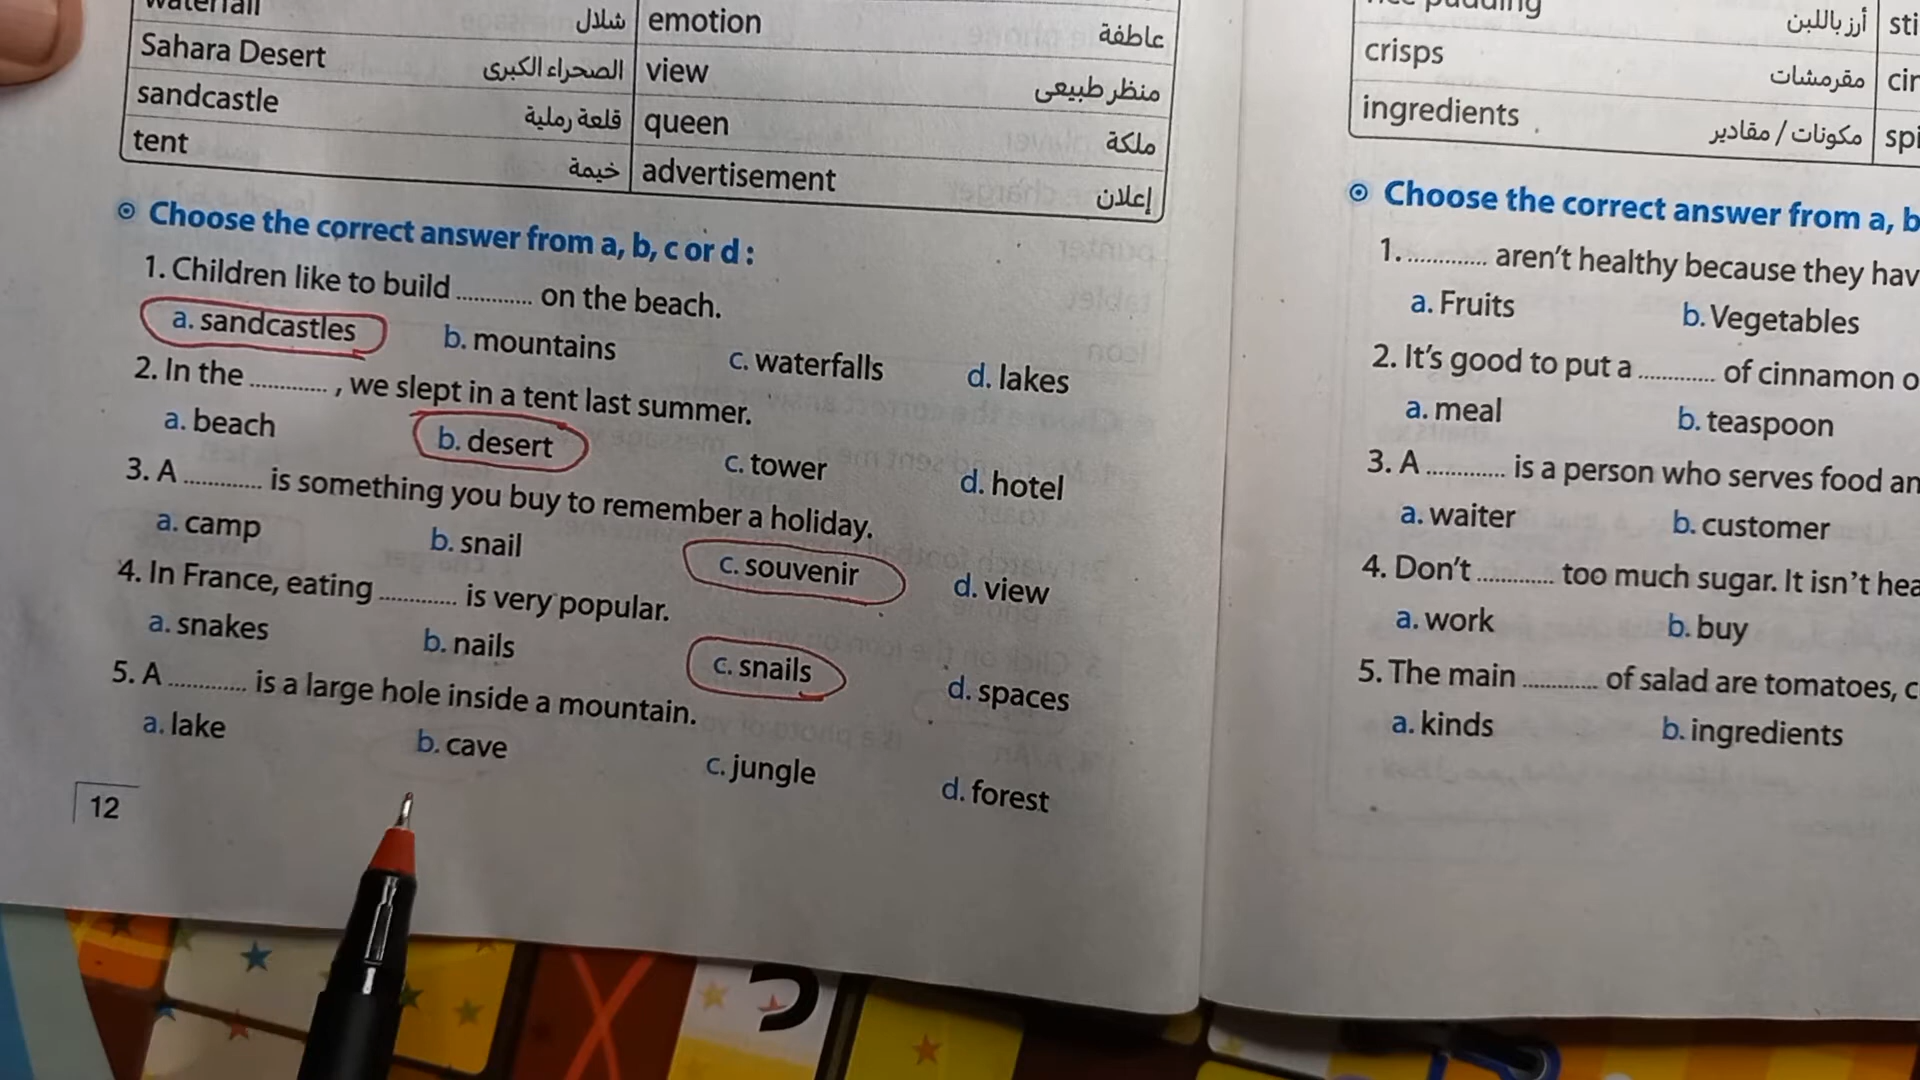 waterfall شلال emotion عاطفة
Sahara Desert الصحراء الكبرى view منظر طبيعى
sandcastle قلعة رملية queen ملكة
tent خيمة advertisement إعلان
Choose the correct answer from a, b, c or d :
1. Children like to build ............ on the beach.
a. sandcastles b. mountains c. waterfalls d. lakes
2. In the ............ , we slept in a tent last summer.
a. beach b. desert c. tower d. hotel
3. A ............ is something you buy to remember a holiday.
a. camp b. snail c. souvenir d. view
4. In France, eating ............ is very popular.
a. snakes b. nails c. snails d. spaces
5. A ............ is a large hole inside a mountain.
a. lake b. cave c. jungle d. forest
12
pudding أرز باللبن sti
crisps مقرمشات cir
ingredients مكونات / مقادير spi
Choose the correct answer from a, b
1. ............ aren't healthy because they hav
a. Fruits b. Vegetables
2. It's good to put a ............ of cinnamon o
a. meal b. teaspoon
3. A ............ is a person who serves food an
a. waiter b. customer
4. Don't ............ too much sugar. It isn't hea
a. work b. buy
5. The main ............ of salad are tomatoes, c
a. kinds b. ingredients